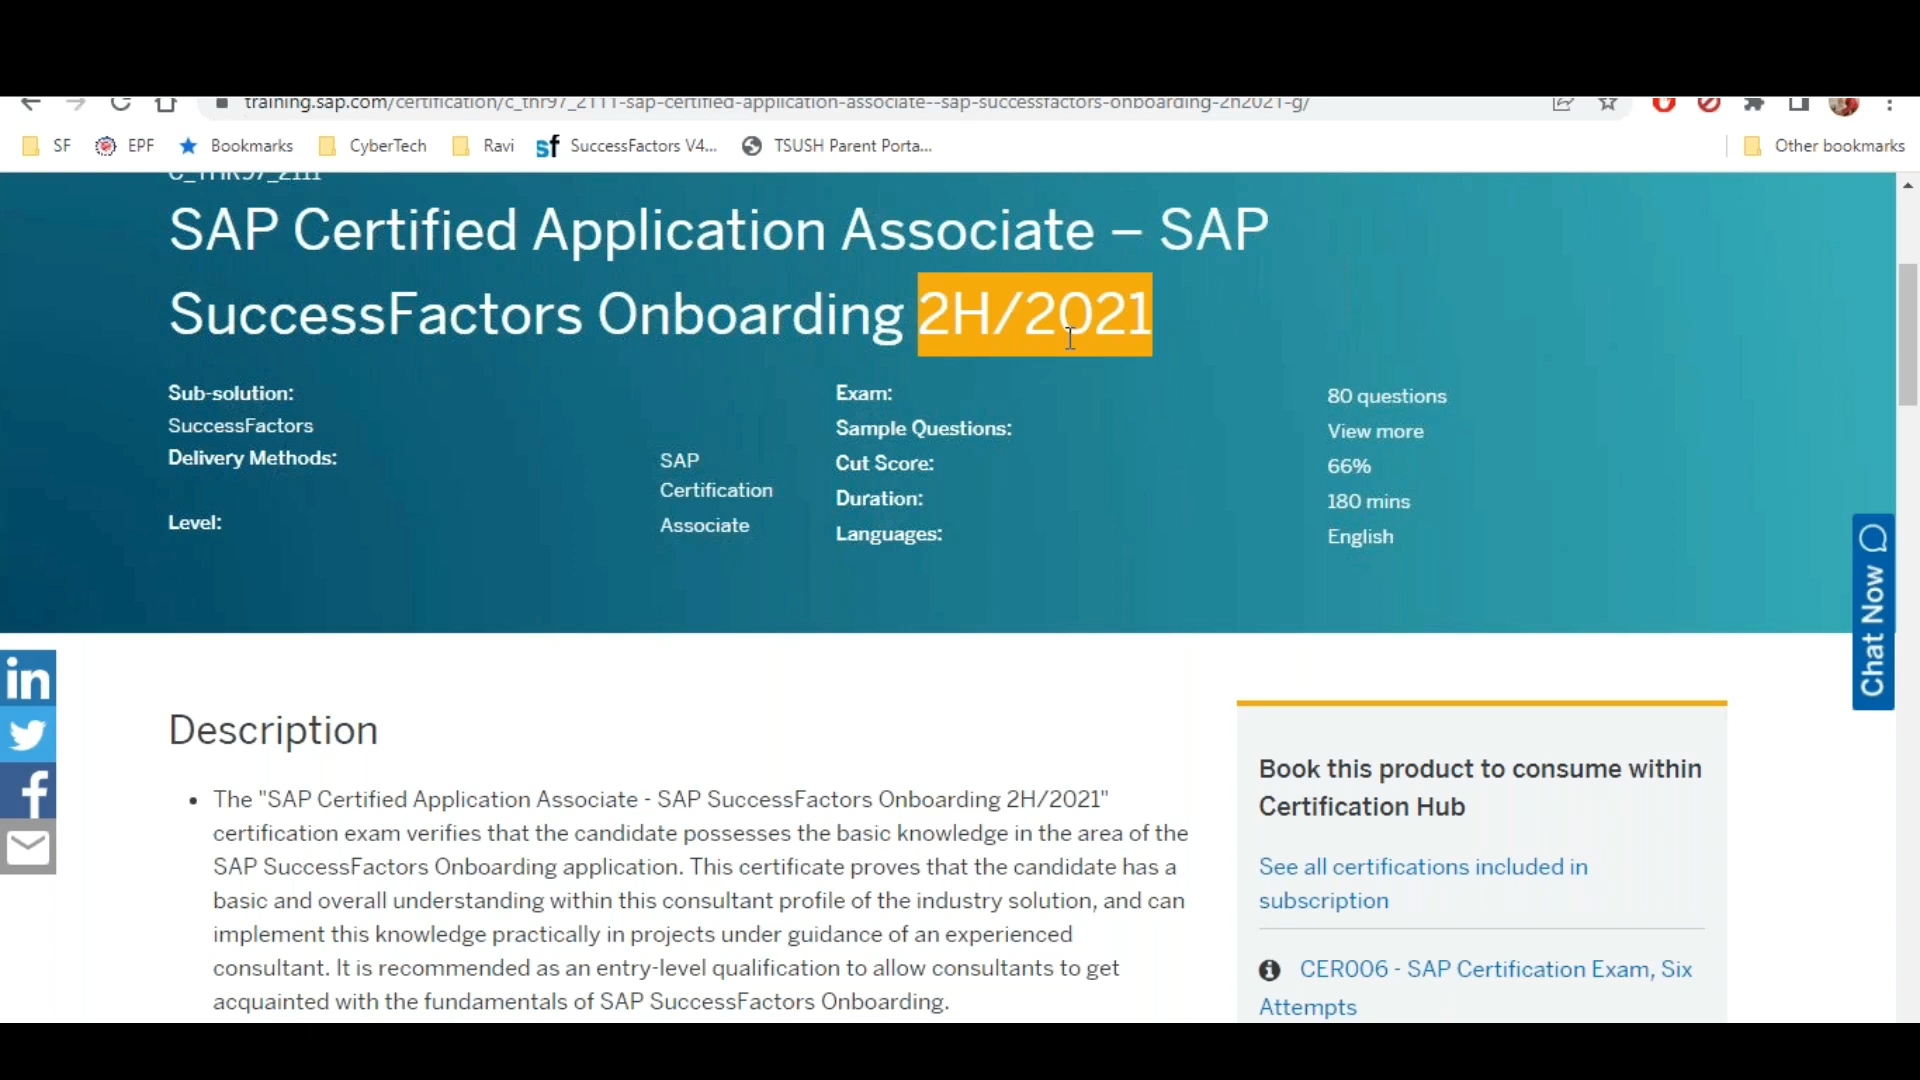 training.sap.com/certification/c_thr97_2111-sap-certified-application-associate--sap-successfactors-onboarding-2h2021-g/
SF EPF Bookmarks CyberTech Ravi sf SuccessFactors V4... TSUSH Parent Porta... Other bookmarks
C_THR97_2111
SAP Certified Application Associate – SAP
SuccessFactors Onboarding 2H/2021
Sub-solution:
SuccessFactors
Delivery Methods:
SAP
Certification
Level:
Associate
Exam: 80 questions
Sample Questions: View more
Cut Score: 66%
Duration: 180 mins
Languages: English
Chat Now
in
f
Description
• The "SAP Certified Application Associate - SAP SuccessFactors Onboarding 2H/2021"
certification exam verifies that the candidate possesses the basic knowledge in the area of the
SAP SuccessFactors Onboarding application. This certificate proves that the candidate has a
basic and overall understanding within this consultant profile of the industry solution, and can
implement this knowledge practically in projects under guidance of an experienced
consultant. It is recommended as an entry-level qualification to allow consultants to get
acquainted with the fundamentals of SAP SuccessFactors Onboarding.
Book this product to consume within
Certification Hub
See all certifications included in
subscription
CER006 - SAP Certification Exam, Six
Attempts